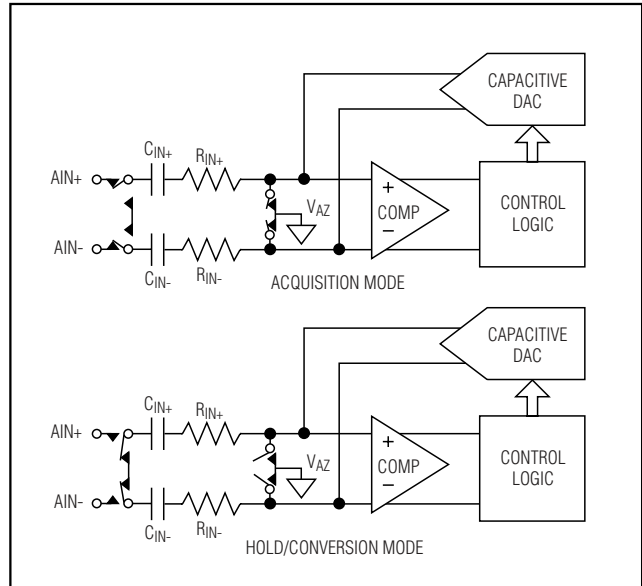 CAPACITIVE
DAC
CIN+
RIN+
AIN+
VAZ
+
COMP
−
CONTROL
LOGIC
AIN-
CIN-
RIN-
ACQUISITION MODE
CAPACITIVE
DAC
CIN+
RIN+
AIN+
VAZ
+
COMP
−
CONTROL
LOGIC
AIN-
CIN-
RIN-
HOLD/CONVERSION MODE